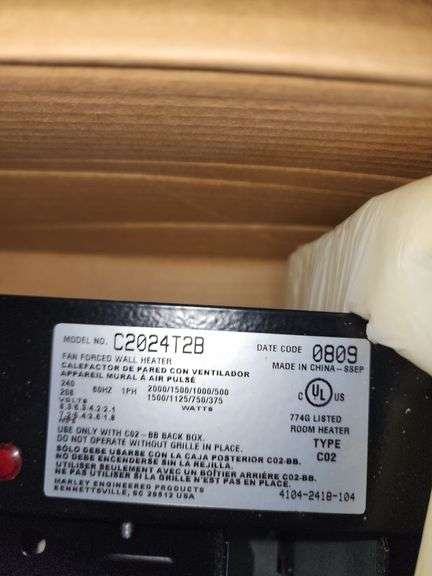 MODEL NO. C2024T2B DATE CODE 0809
FAN FORCED WALL HEATER MADE IN CHINA -SSEP
CALEFACTOR DE PARED CON VENTILADOR
APPAREIL MURAL À AIR PULSÉ
240 60HZ 1PH 2000/1500/1000/500
208 1500/1125/750/375
VOLTS WATTS
C UL US
774G LISTED
ROOM HEATER
TYPE
C02
USE ONLY WITH C02-BB BACK BOX.
DO NOT OPERATE WITHOUT GRILLE IN PLACE.
SÓLO DEBE USARSE CON LA CAJA POSTERIOR C02-BB.
NO DEBE ENCENDERSE SIN LA REJILLA.
N'UTILISER QU'AVEC UN BOÎTIER ARRIÈRE C02-BB.
NE PAS UTILISER SI LA GRILLE N'EST PAS EN PLACE.
MARLEY ENGINEERED PRODUCTS 4104-2418-104
BENNETTSVILLE, SC 29512 USA